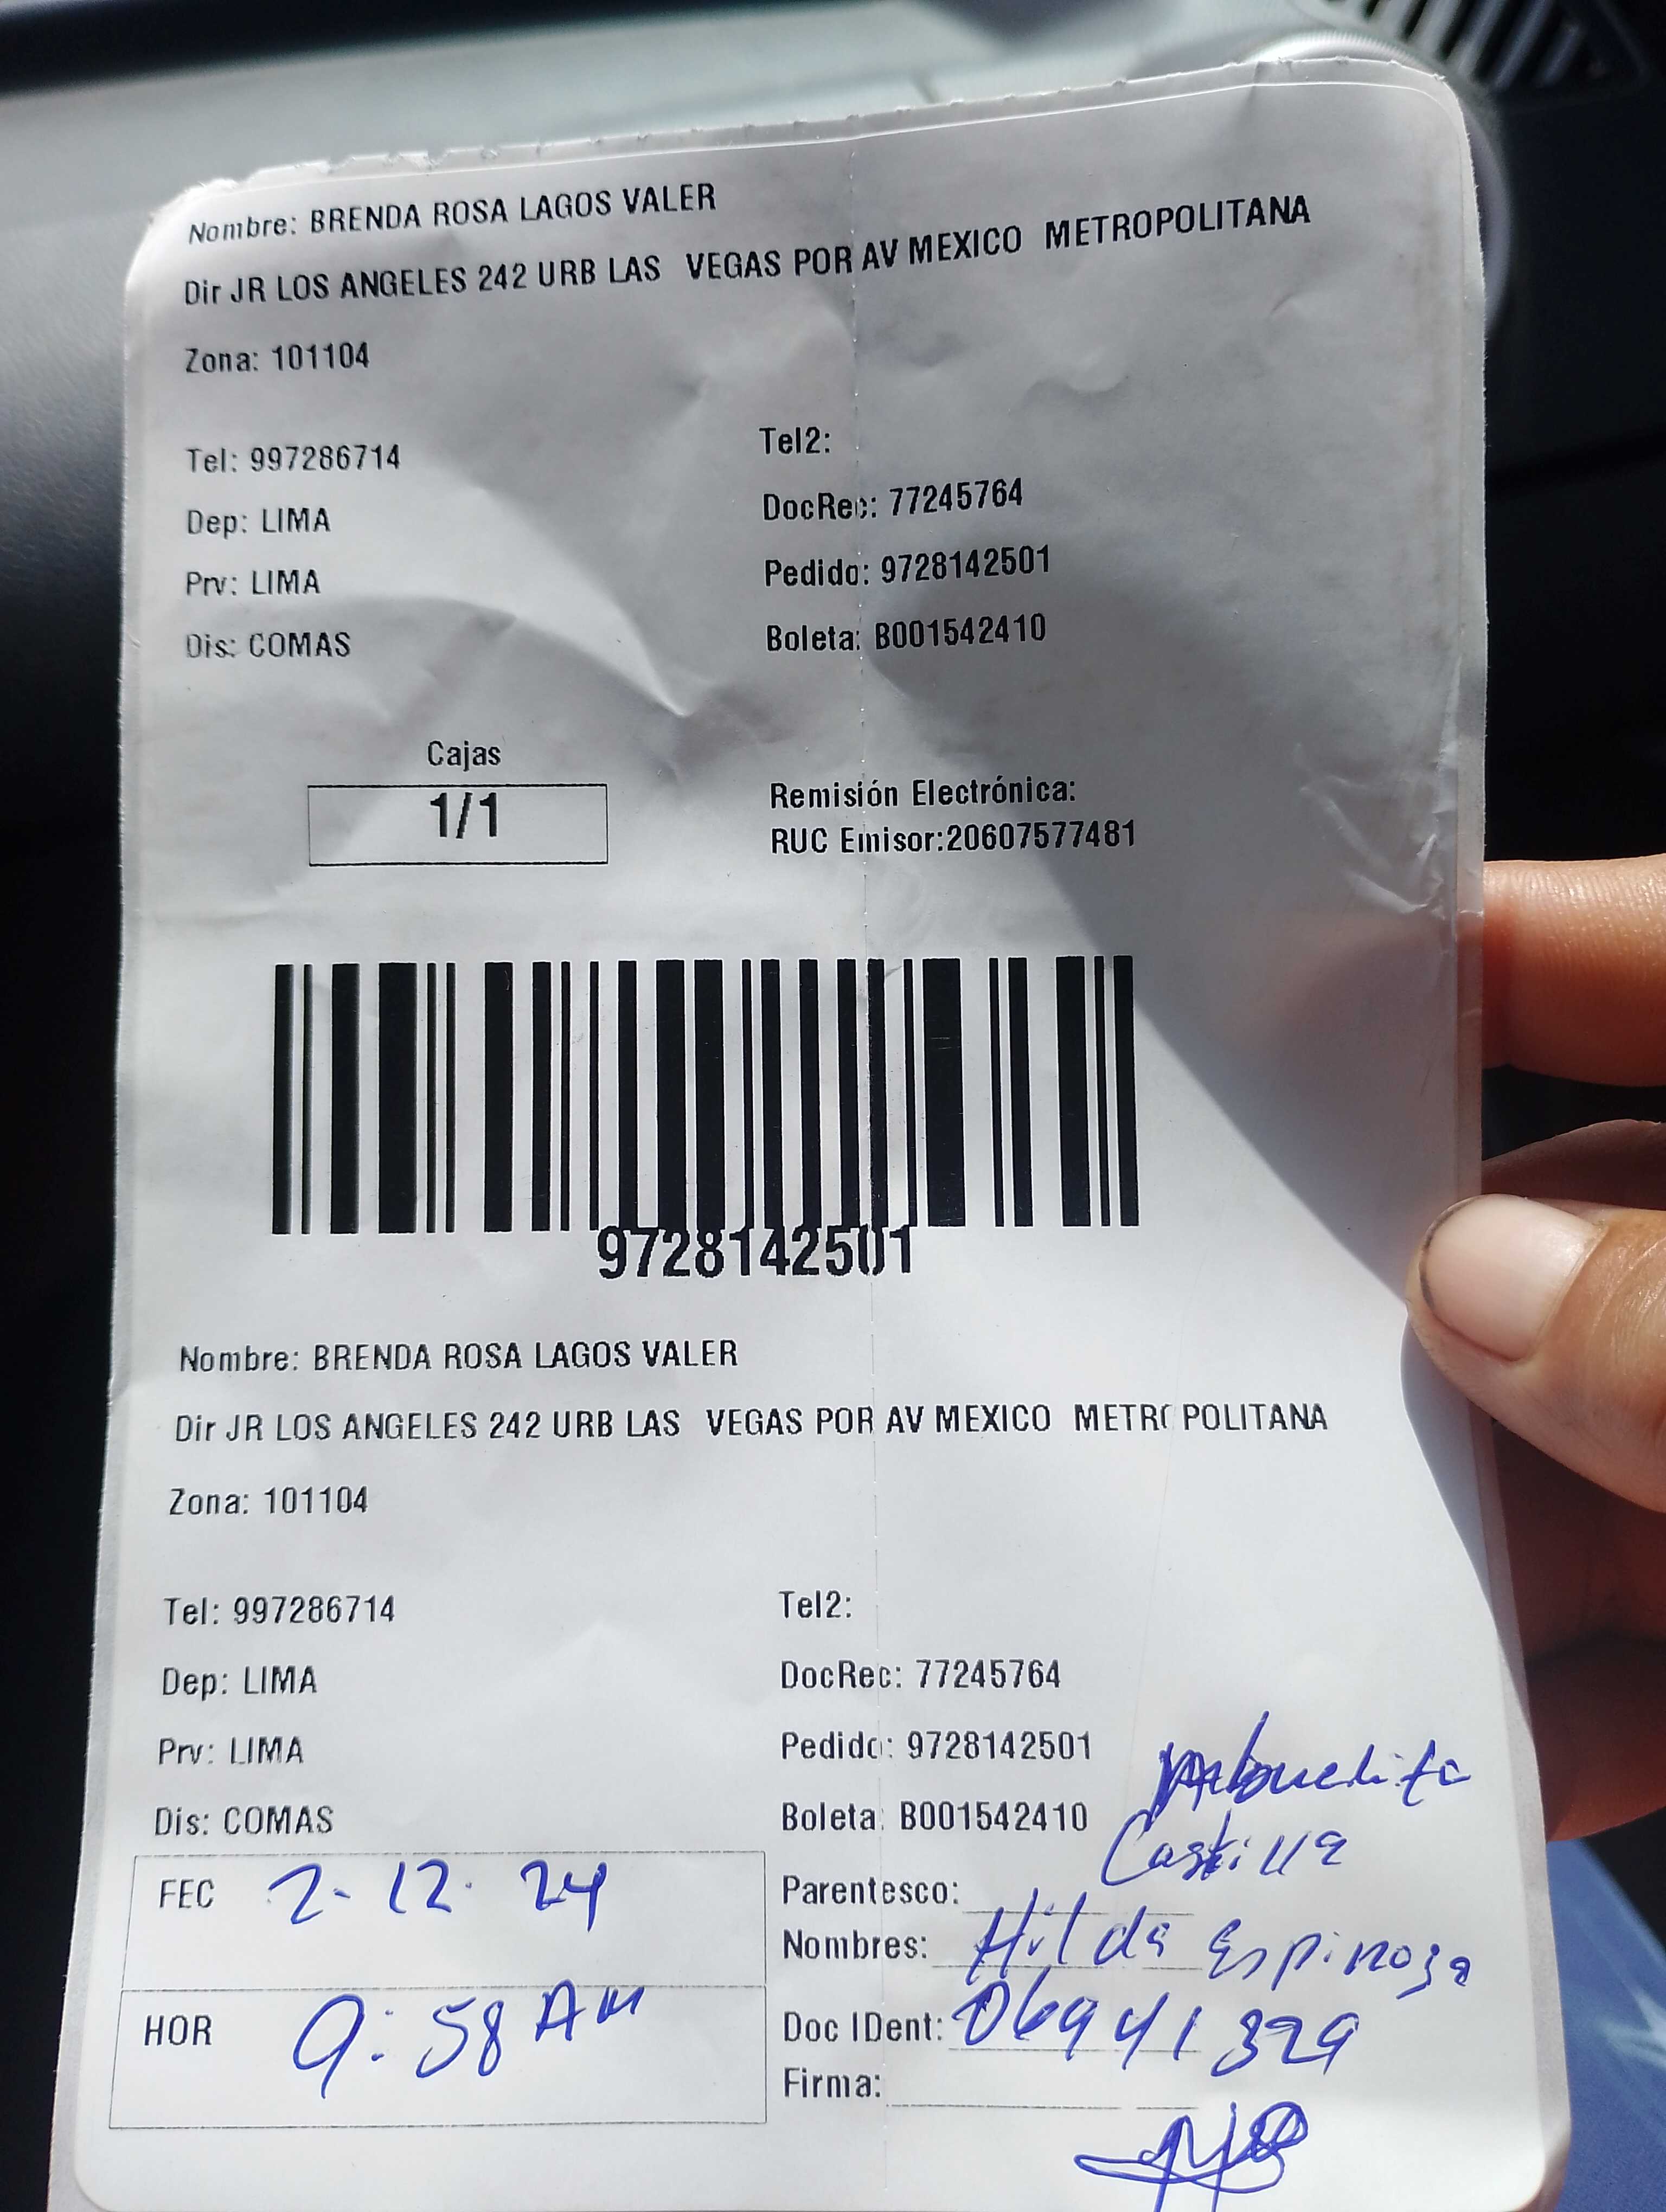 Nombre: BRENDA ROSA LAGOS VALER
Dir JR LOS ANGELES 242 URB LAS VEGAS POR AV MEXICO METROPOLITANA
Zona: 101104
Tel: 997286714
Tel2:
Dep: LIMA
DocRec: 77245764
Prv: LIMA
Pedido: 9728142501
Dis: COMAS
Boleta: B001542410
Cajas
1/1
Remisión Electrónica:
RUC Emisor:20607577481
9728142501
Nombre: BRENDA ROSA LAGOS VALER
Dir JR LOS ANGELES 242 URB LAS VEGAS POR AV MEXICO METROPOLITANA
Zona: 101104
Tel: 997286714
Tel2:
Dep: LIMA
DocRec: 77245764
Prv: LIMA
Pedido: 9728142501
Dis: COMAS
Boleta: B001542410
Abuelita
Castilla
FEC 2-12-24
Parentesco:
Nombres: Hilda Espinoza
HOR 9:58 AM
Doc IDent: 06941329
Firma: